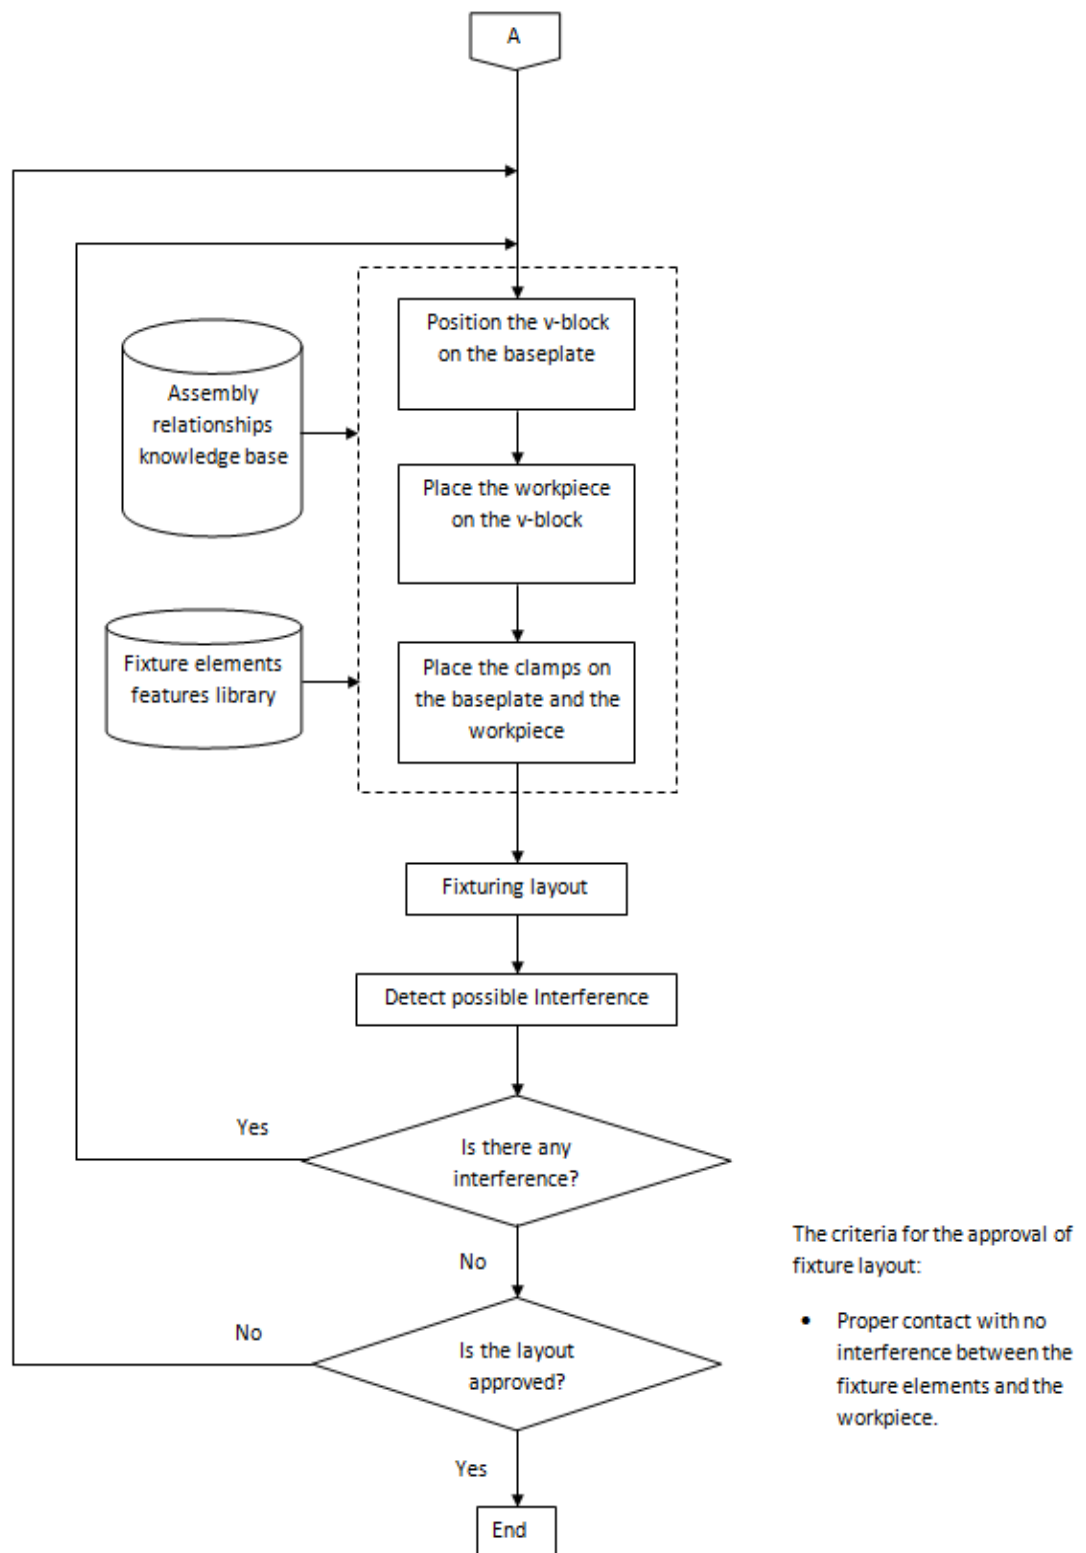 A
Position the v-block
on the baseplate
Assembly
relationships
knowledge base
Place the workpiece
on the v-block
Fixture elements
features library
Place the clamps on
the baseplate and the
workpiece
Fixturing layout
Detect possible Interference
Yes
Is there any
interference?
No
The criteria for the approval of
fixture layout:
• Proper contact with no
interference between the
fixture elements and the
workpiece.
No
Is the layout
approved?
Yes
End